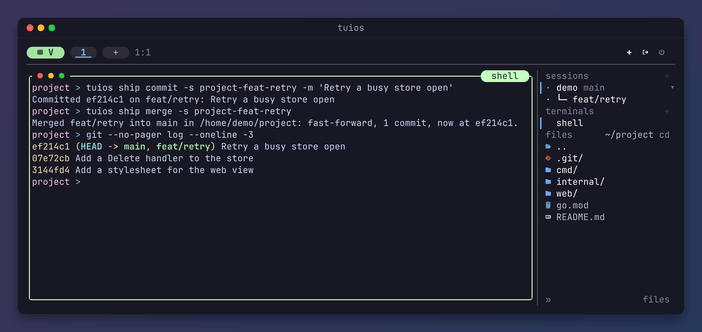 tuios
V 1 + 1:1
shell
project > tuios ship commit -s project-feat-retry -m 'Retry a busy store open'
Committed ef214c1 on feat/retry: Retry a busy store open
project > tuios ship merge -s project-feat-retry
Merged feat/retry into main in /home/demo/project: fast-forward, 1 commit, now at ef214c1.
project > git --no-pager log --oneline -3
ef214c1 (HEAD -> main, feat/retry) Retry a busy store open
07e72cb Add a Delete handler to the store
3144fd4 Add a stylesheet for the web view
project >
sessions +
· demo main
· └─ feat/retry
terminals +
shell
files ~/project cd
..
.git/
cmd/
internal/
web/
go.mod
README.md
» files